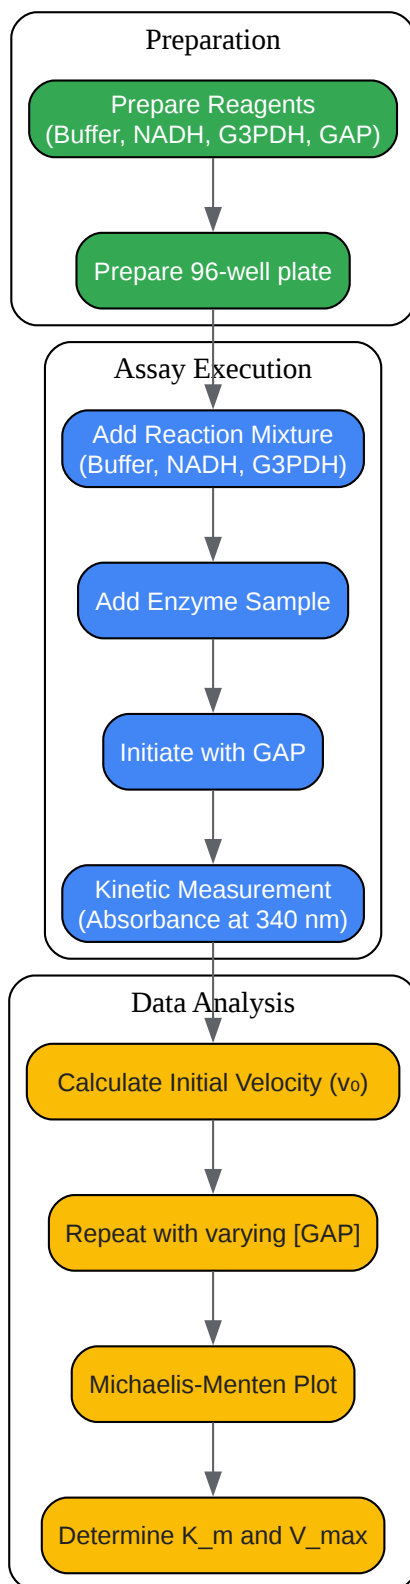 Preparation
Prepare Reagents
(Buffer, NADH, G3PDH, GAP)
Prepare 96-well plate
Assay Execution
Add Reaction Mixture
(Buffer, NADH, G3PDH)
Add Enzyme Sample
Initiate with GAP
Kinetic Measurement
(Absorbance at 340 nm)
Data Analysis
Calculate Initial Velocity (v₀)
Repeat with varying [GAP]
Michaelis-Menten Plot
Determine K_m and V_max